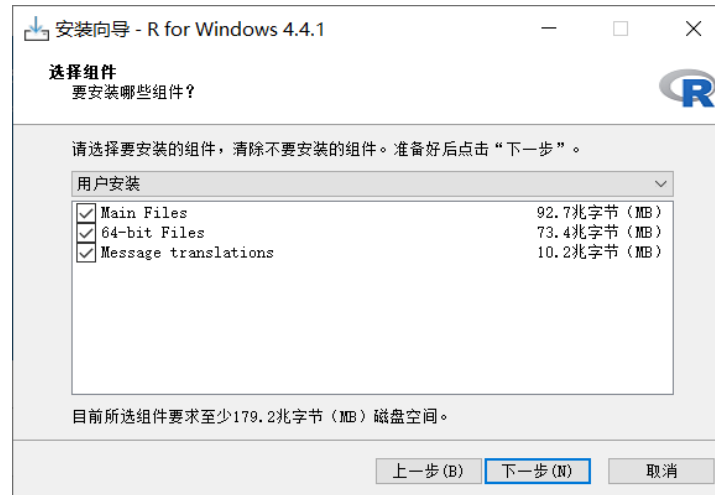 安装向导 - R for Windows 4.4.1
选择组件
要安装哪些组件?
R
请选择要安装的组件，清除不要安装的组件。准备好后点击“下一步”。
用户安装
Main Files 92.7兆字节（MB）
64-bit Files 73.4兆字节（MB）
Message translations 10.2兆字节（MB）
目前所选组件要求至少179.2兆字节（MB）磁盘空间。
上一步(B) 下一步(N) 取消